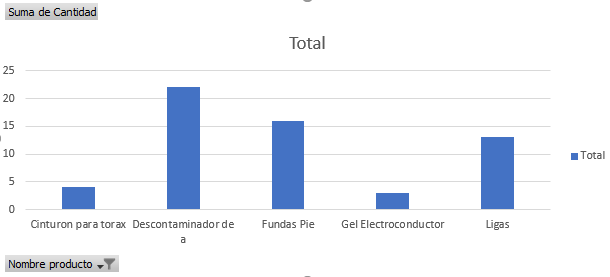 Suma de Cantidad
Total
25
20
15
10
5
0
Cinturon para torax
Descontaminador de
a
Fundas Pie
Gel Electroconductor
Ligas
Total
Nombre producto